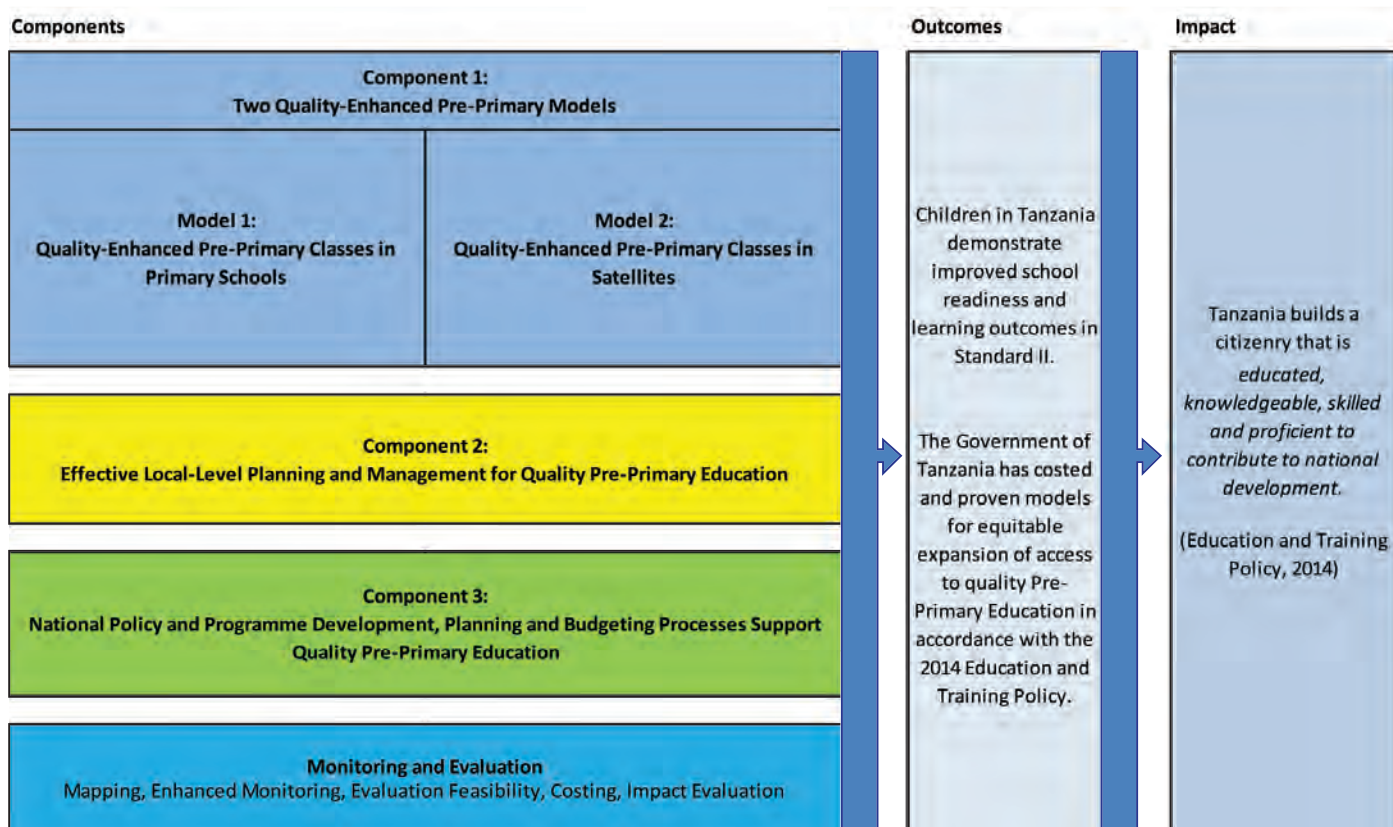 Components
Component 1:
Two Quality-Enhanced Pre-Primary Models
Model 1:
Quality-Enhanced Pre-Primary Classes in
Primary Schools
Model 2:
Quality-Enhanced Pre-Primary Classes in
Satellites
Component 2:
Effective Local-Level Planning and Management for Quality Pre-Primary Education
Component 3:
National Policy and Programme Development, Planning and Budgeting Processes Support
Quality Pre-Primary Education
Monitoring and Evaluation
Mapping, Enhanced Monitoring, Evaluation Feasibility, Costing, Impact Evaluation
Outcomes
Children in Tanzania
demonstrate
improved school
readiness and
learning outcomes in
Standard II.
The Government of
Tanzania has costed
and proven models
for equitable
expansion of access
to quality Pre-
Primary Education in
accordance with the
2014 Education and
Training Policy.
Impact
Tanzania builds a
citizenry that is
educated,
knowledgeable, skilled
and proficient to
contribute to national
development.
(Education and Training
Policy, 2014)